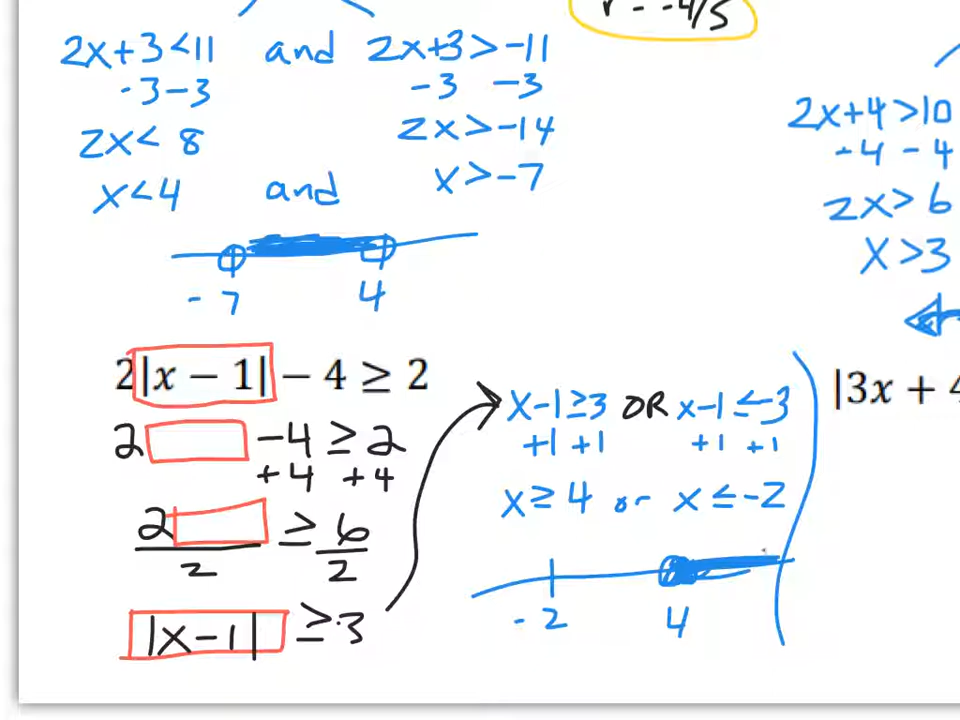 r = -4/5
2x+3<11 and 2x+3>-11
-3 -3 -3 -3
2x< 8 2x>-14
x<4 and x>-7
-7 4
2x+4>10
-4 -4
2x> 6
x>3
2|x − 1| − 4 ≥ 2
2 -4 ≥ 2
+4 +4
2 ≥ 6
2 2
|x-1| ≥ 3
x-1≥3 OR x-1≤-3
+1 +1 +1 +1
x≥4 or x≤-2
-2 4
|3x + 4